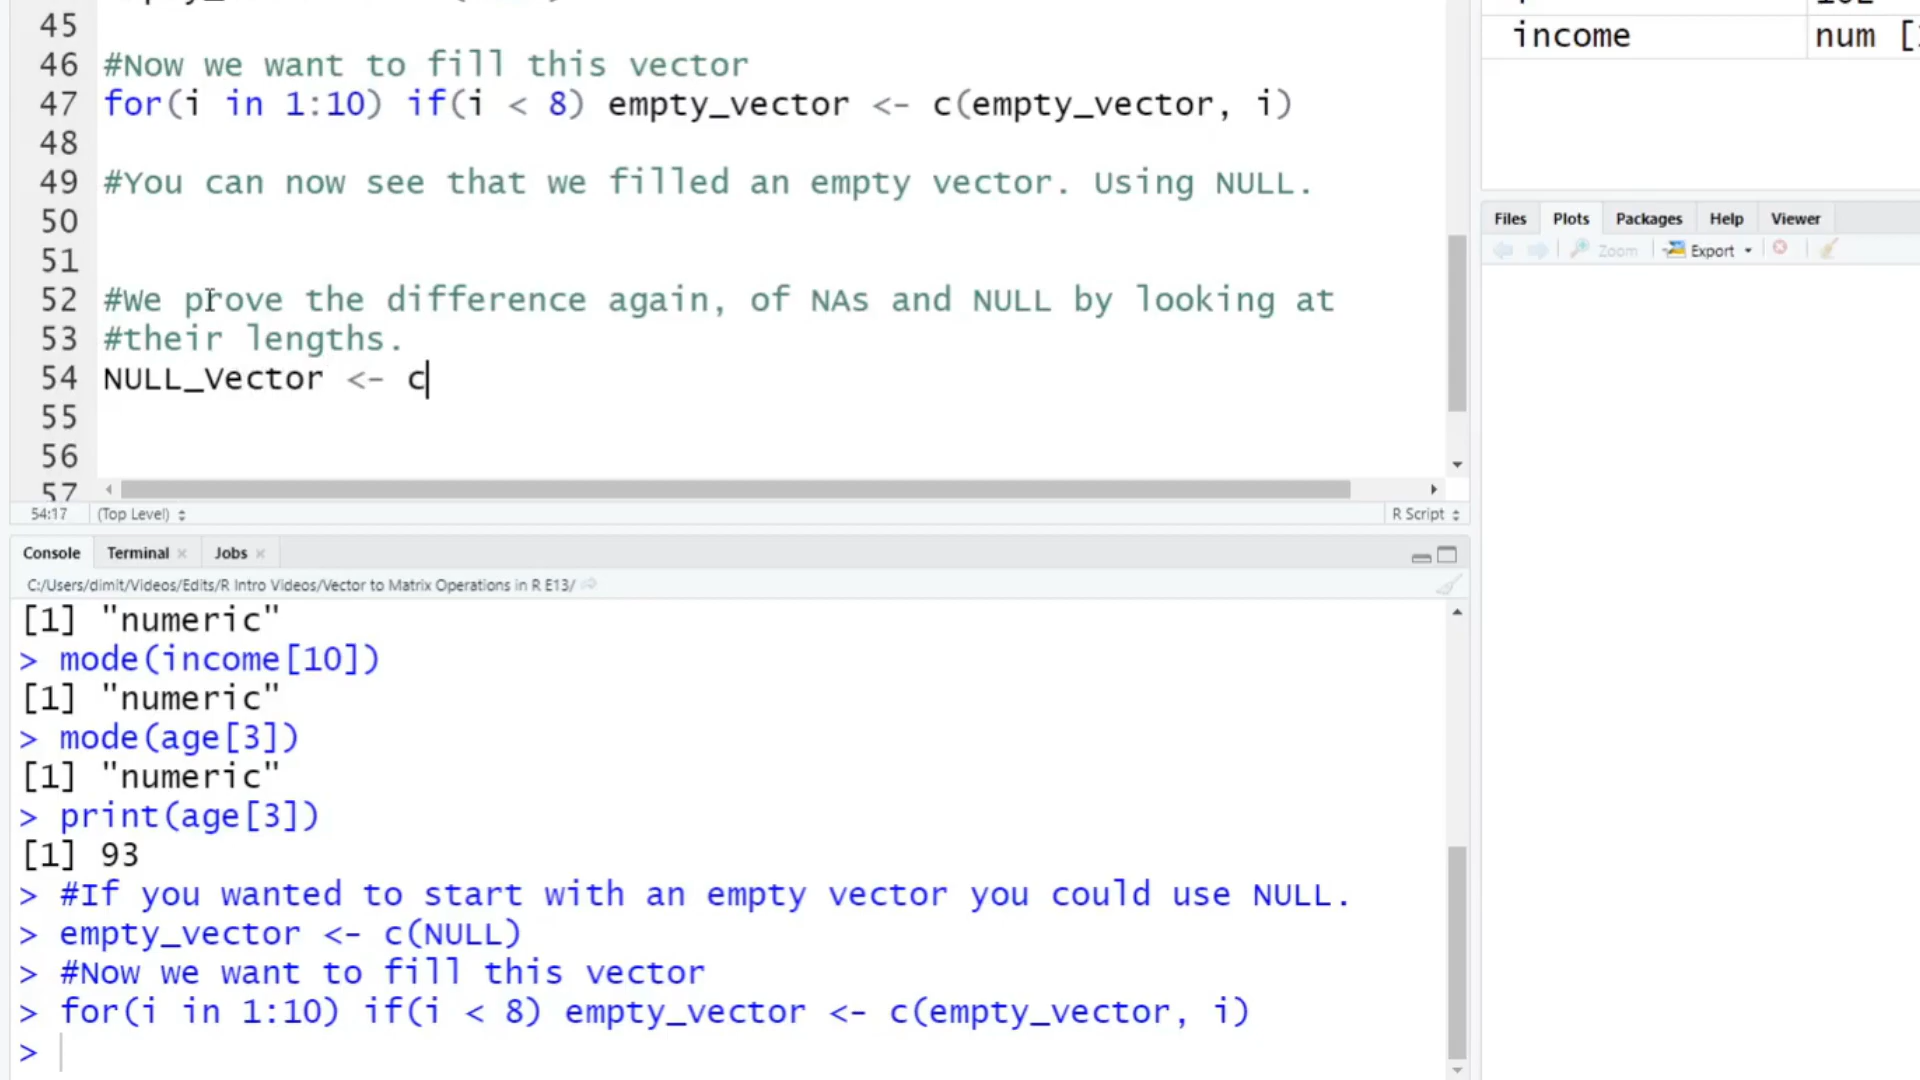 45
46 #Now we want to fill this vector
47 for(i in 1:10) if(i < 8) empty_vector <- c(empty_vector, i)
48
49 #You can now see that we filled an empty vector. Using NULL.
50
51
52 #We prove the difference again, of NAs and NULL by looking at
53 #their lengths.
54 NULL_Vector <- c
55
56
57
54:17 (Top Level) R Script
income num [
Files Plots Packages Help Viewer
Zoom Export
Console Terminal Jobs
C:/Users/dimit/Videos/Edits/R Intro Videos/Vector to Matrix Operations in R E13/
[1] "numeric"
> mode(income[10])
[1] "numeric"
> mode(age[3])
[1] "numeric"
> print(age[3])
[1] 93
> #If you wanted to start with an empty vector you could use NULL.
> empty_vector <- c(NULL)
> #Now we want to fill this vector
> for(i in 1:10) if(i < 8) empty_vector <- c(empty_vector, i)
>